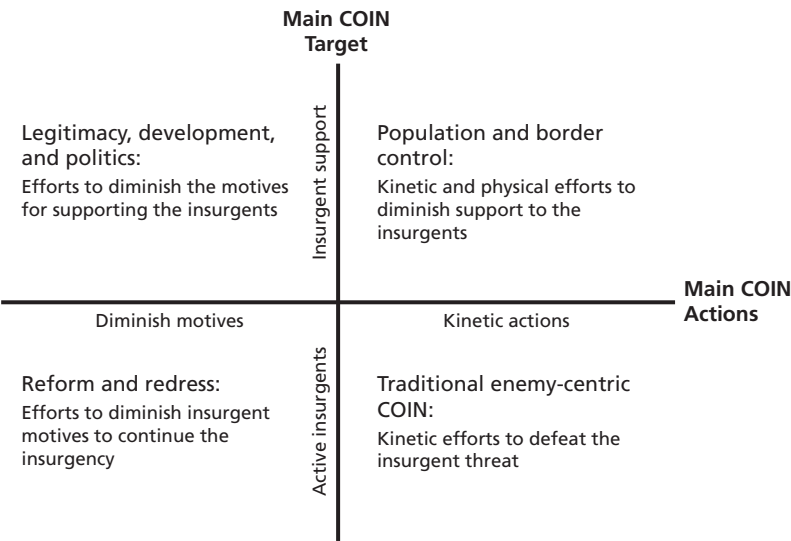 Main COIN
Target
Legitimacy, development,
and politics:
Efforts to diminish the motives
for supporting the insurgents
Insurgent support
Population and border
control:
Kinetic and physical efforts to
diminish support to the
insurgents
Main COIN
Actions
Diminish motives
Kinetic actions
Reform and redress:
Efforts to diminish insurgent
motives to continue the
insurgency
Active insurgents
Traditional enemy-centric
COIN:
Kinetic efforts to defeat the
insurgent threat